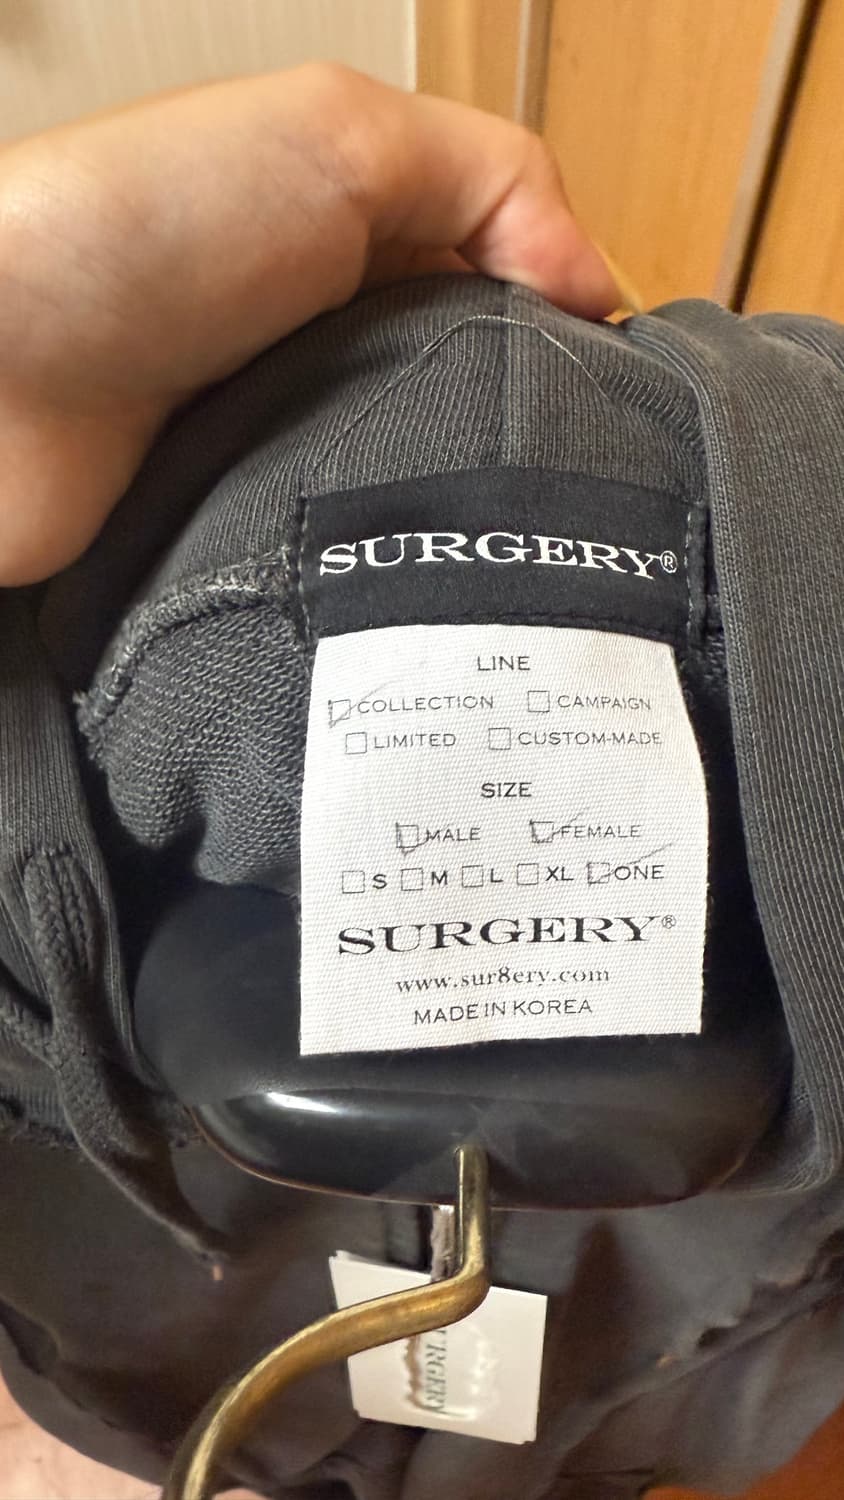 SURGERY®
LINE
COLLECTION CAMPAIGN
LIMITED CUSTOM-MADE
SIZE
MALE FEMALE
S M L XL ONE
SURGERY®
www.sur8ery.com
MADE IN KOREA
SURGERY